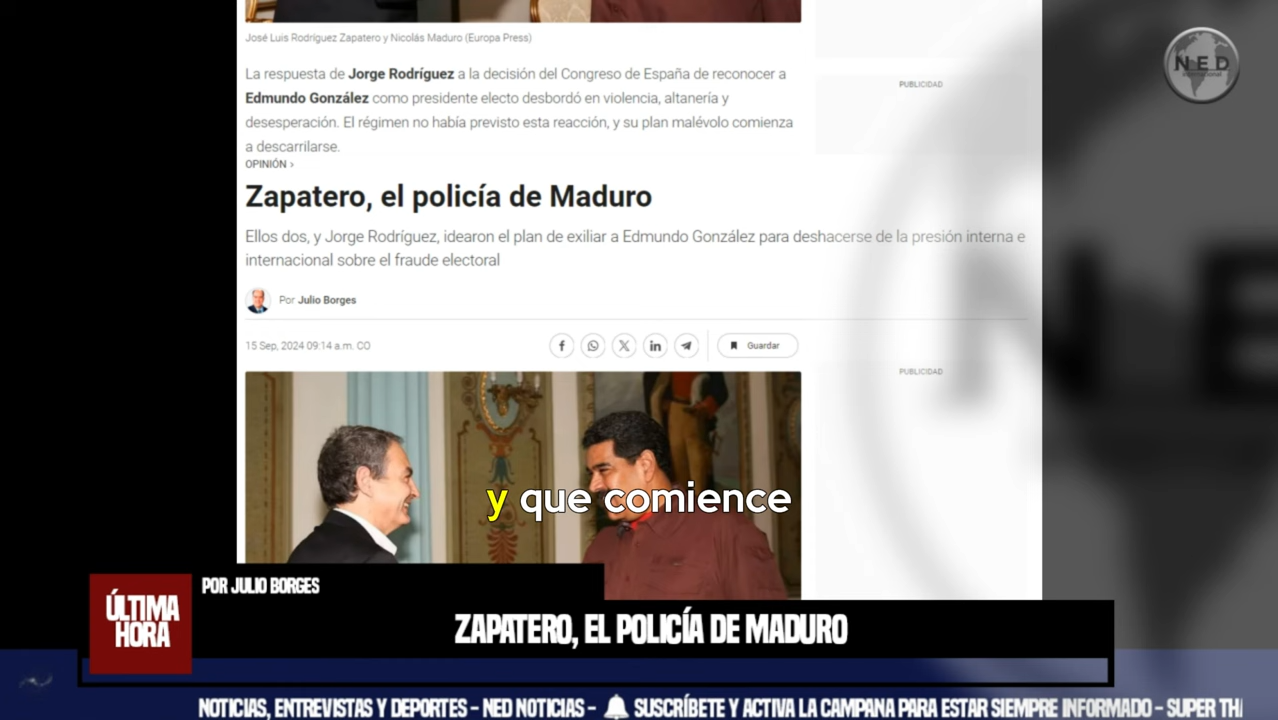 José Luis Rodríguez Zapatero y Nicolás Maduro (Europa Press)
La respuesta de Jorge Rodríguez a la decisión del Congreso de España de reconocer a
Edmundo González como presidente electo desbordó en violencia, altanería y
desesperación. El régimen no había previsto esta reacción, y su plan malévolo comienza
a descarrilarse.
PUBLICIDAD
NED
Internacional
OPINIÓN >
Zapatero, el policía de Maduro
Ellos dos, y Jorge Rodríguez, idearon el plan de exiliar a Edmundo González para deshacerse de la presión interna e
internacional sobre el fraude electoral
Por Julio Borges
15 Sep, 2024 09:14 a.m. CO
Guardar
PUBLICIDAD
y que comience
ÚLTIMA
HORA
POR JULIO BORGES
ZAPATERO, EL POLICÍA DE MADURO
NOTICIAS, ENTREVISTAS Y DEPORTES - NED NOTICIAS - SUSCRÍBETE Y ACTIVA LA CAMPANA PARA ESTAR SIEMPRE INFORMADO - SUPER